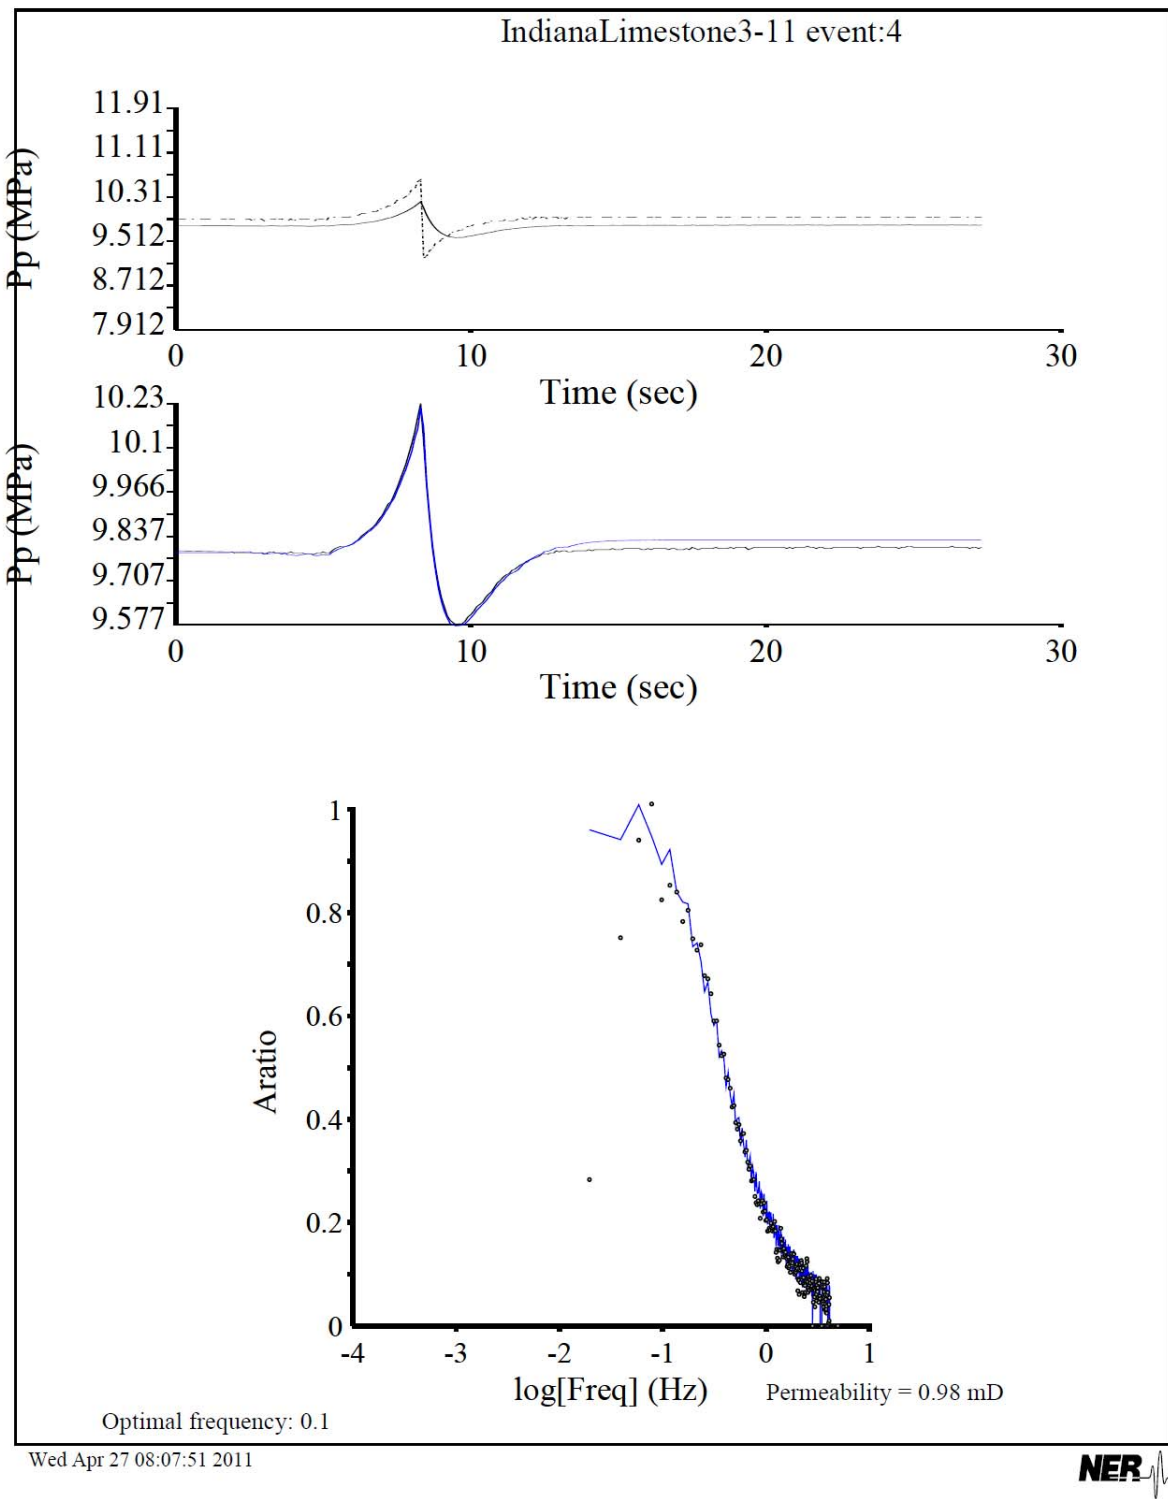 IndianaLimestone3-11 event:4
Pp (MPa)
11.91
11.11
10.31
9.512
8.712
7.912
0 10 20 30
Time (sec)
Pp (MPa)
10.23
10.1
9.966
9.837
9.707
9.577
0 10 20 30
Time (sec)
Aratio
1
0.8
0.6
0.4
0.2
0
-4 -3 -2 -1 0 1
log[Freq] (Hz)
Permeability = 0.98 mD
Optimal frequency: 0.1
Wed Apr 27 08:07:51 2011
NER